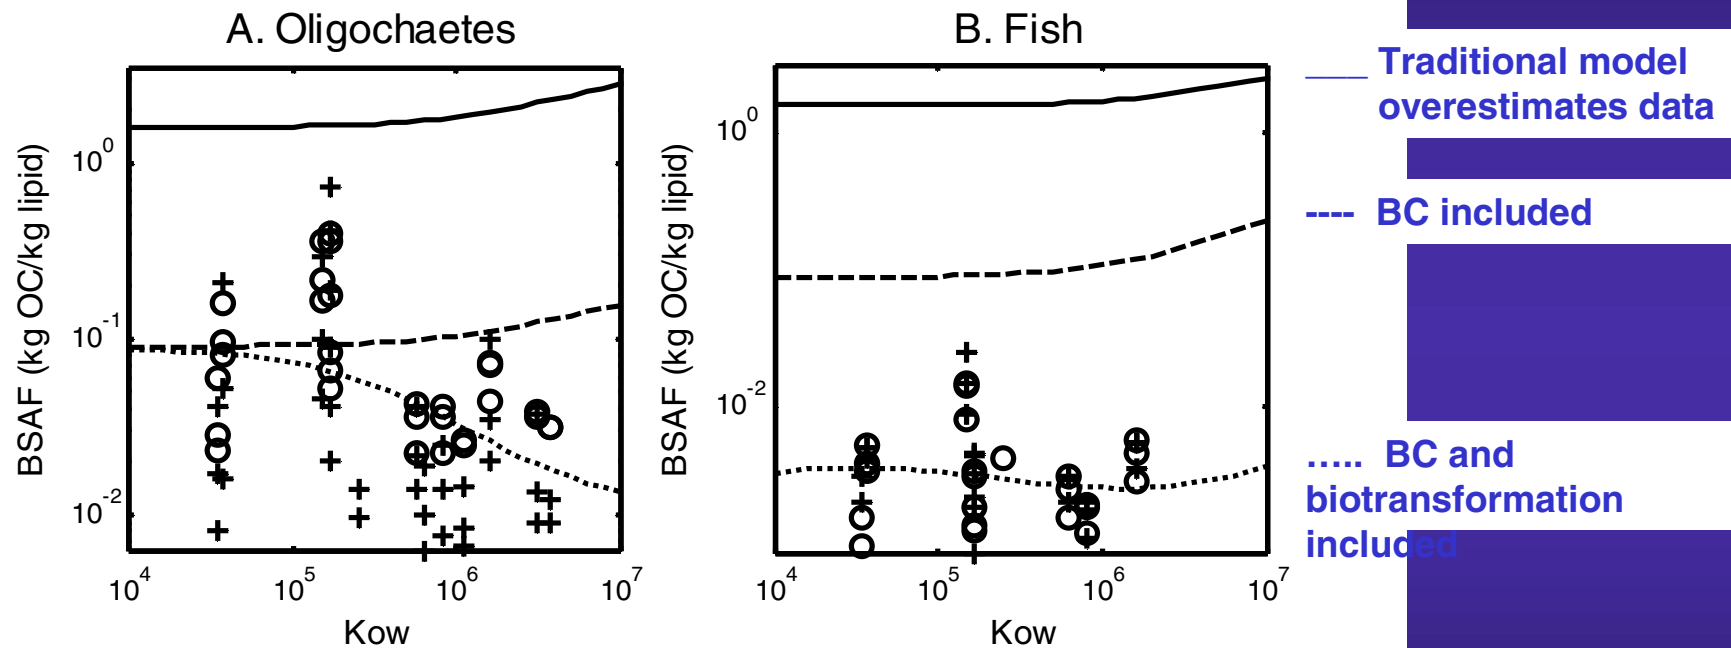 A. Oligochaetes
BSAF (kg OC/kg lipid)
10^0
10^-1
10^-2
10^4 10^5 10^6 10^7
Kow
B. Fish
BSAF (kg OC/kg lipid)
10^0
10^-2
10^4 10^5 10^6 10^7
Kow
___ Traditional model
overestimates data
---- BC included
..... BC and
biotransformation
included